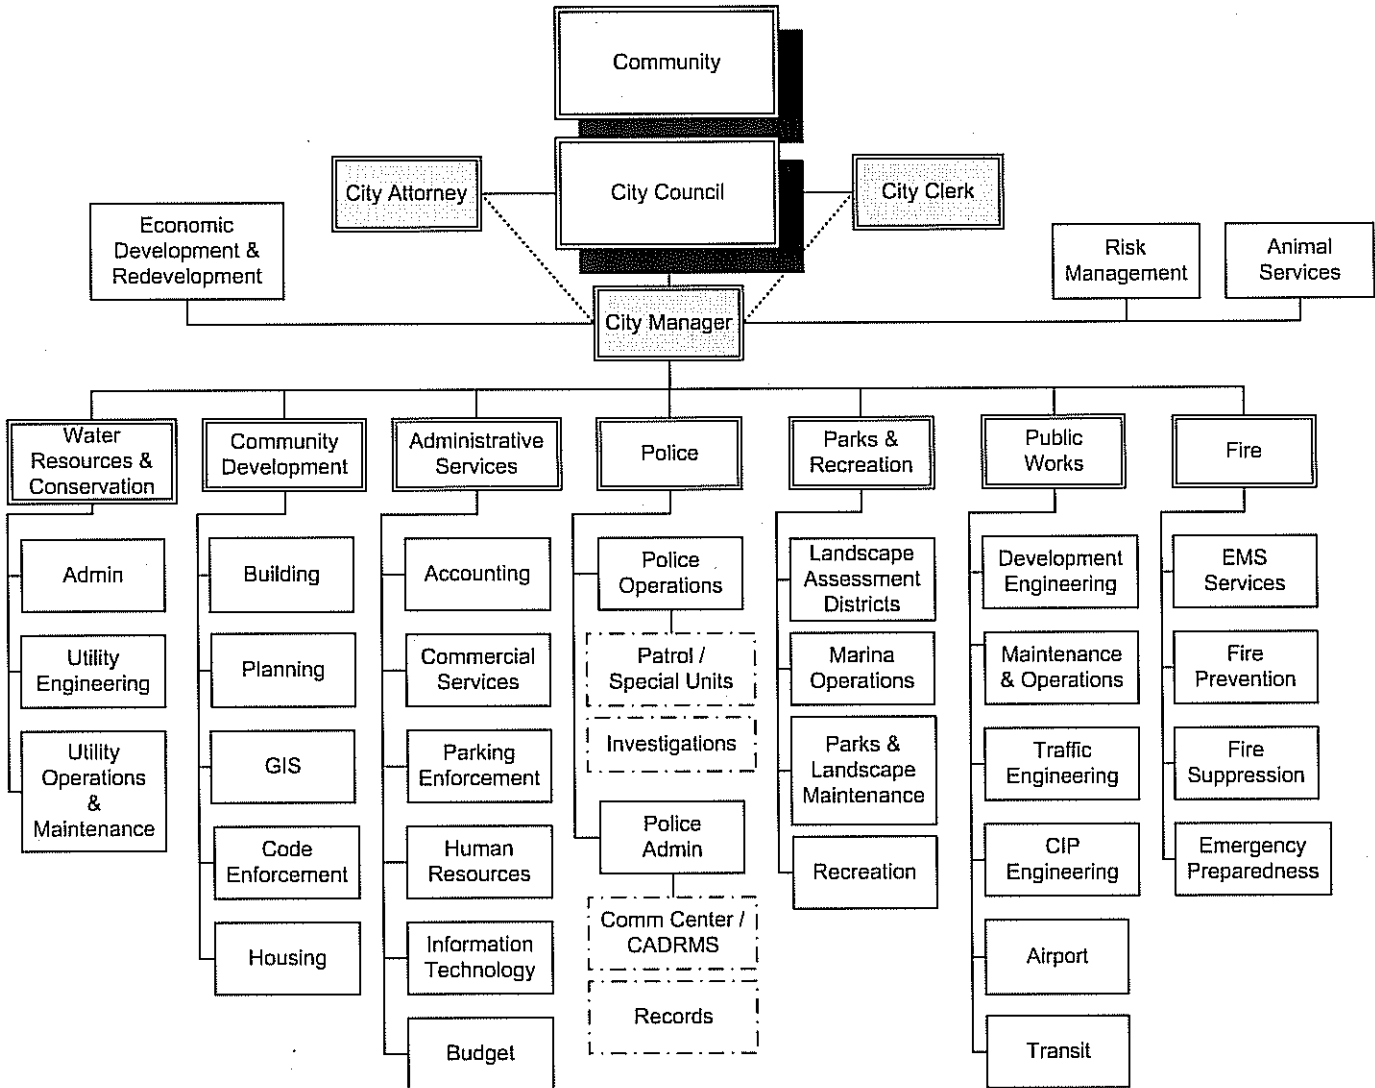 Community
City Attorney
City Council
City Clerk
Economic
Development &
Redevelopment
Risk
Management
Animal
Services
City Manager
Water
Resources &
Conservation
Community
Development
Administrative
Services
Police
Parks &
Recreation
Public
Works
Fire
Admin
Utility
Engineering
Utility
Operations
&
Maintenance
Building
Planning
GIS
Code
Enforcement
Housing
Accounting
Commercial
Services
Parking
Enforcement
Human
Resources
Information
Technology
Budget
Police
Operations
Patrol /
Special Units
Investigations
Police
Admin
Comm Center /
CADRMS
Records
Landscape
Assessment
Districts
Marina
Operations
Parks &
Landscape
Maintenance
Recreation
Development
Engineering
Maintenance
& Operations
Traffic
Engineering
CIP
Engineering
Airport
Transit
EMS
Services
Fire
Prevention
Fire
Suppression
Emergency
Preparedness